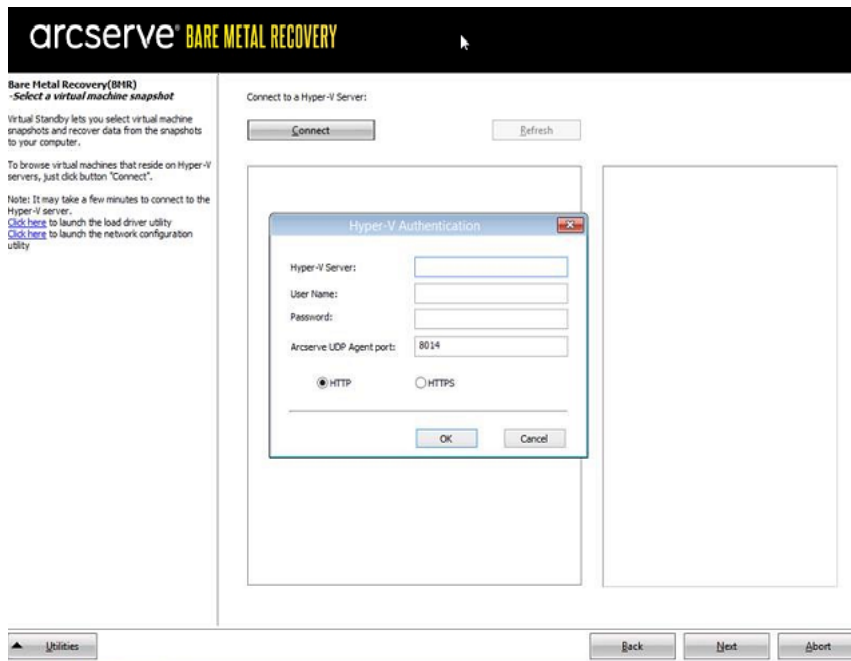 arcserve® BARE METAL RECOVERY
Bare Metal Recovery(BMR)
-Select a virtual machine snapshot
Virtual Standby lets you select virtual machine
snapshots and recover data from the snapshots
to your computer.
To browse virtual machines that reside on Hyper-V
servers, just click button "Connect".
Note: It may take a few minutes to connect to the
Hyper-V server.
Click here to launch the load driver utility
Click here to launch the network configuration
utility
Connect to a Hyper-V Server:
Connect
Refresh
Hyper-V Authentication
Hyper-V Server:
User Name:
Password:
Arcserve UDP Agent port: 8014
HTTP
HTTPS
OK
Cancel
Utilities
Back
Next
Abort